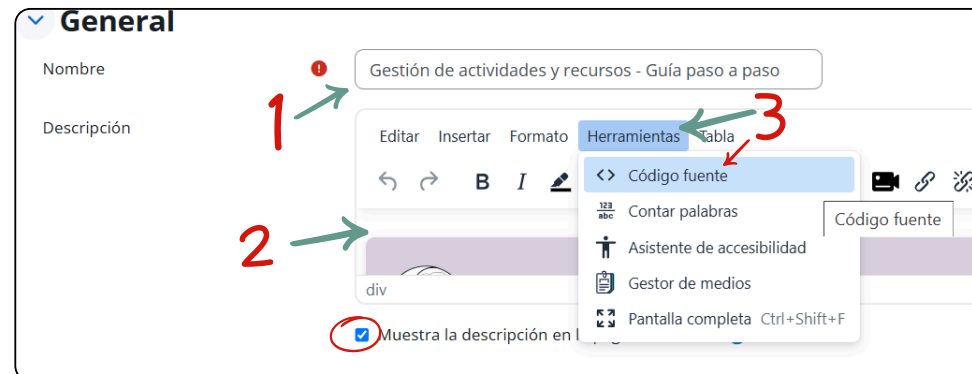 General
Nombre
Gestión de actividades y recursos - Guía paso a paso
1
3
Descripción
Editar Insertar Formato Herramientas Tabla
B I
Código fuente
123 abc Contar palabras
Código fuente
2
Asistente de accesibilidad
Gestor de medios
div
Pantalla completa Ctrl+Shift+F
Muestra la descripción en